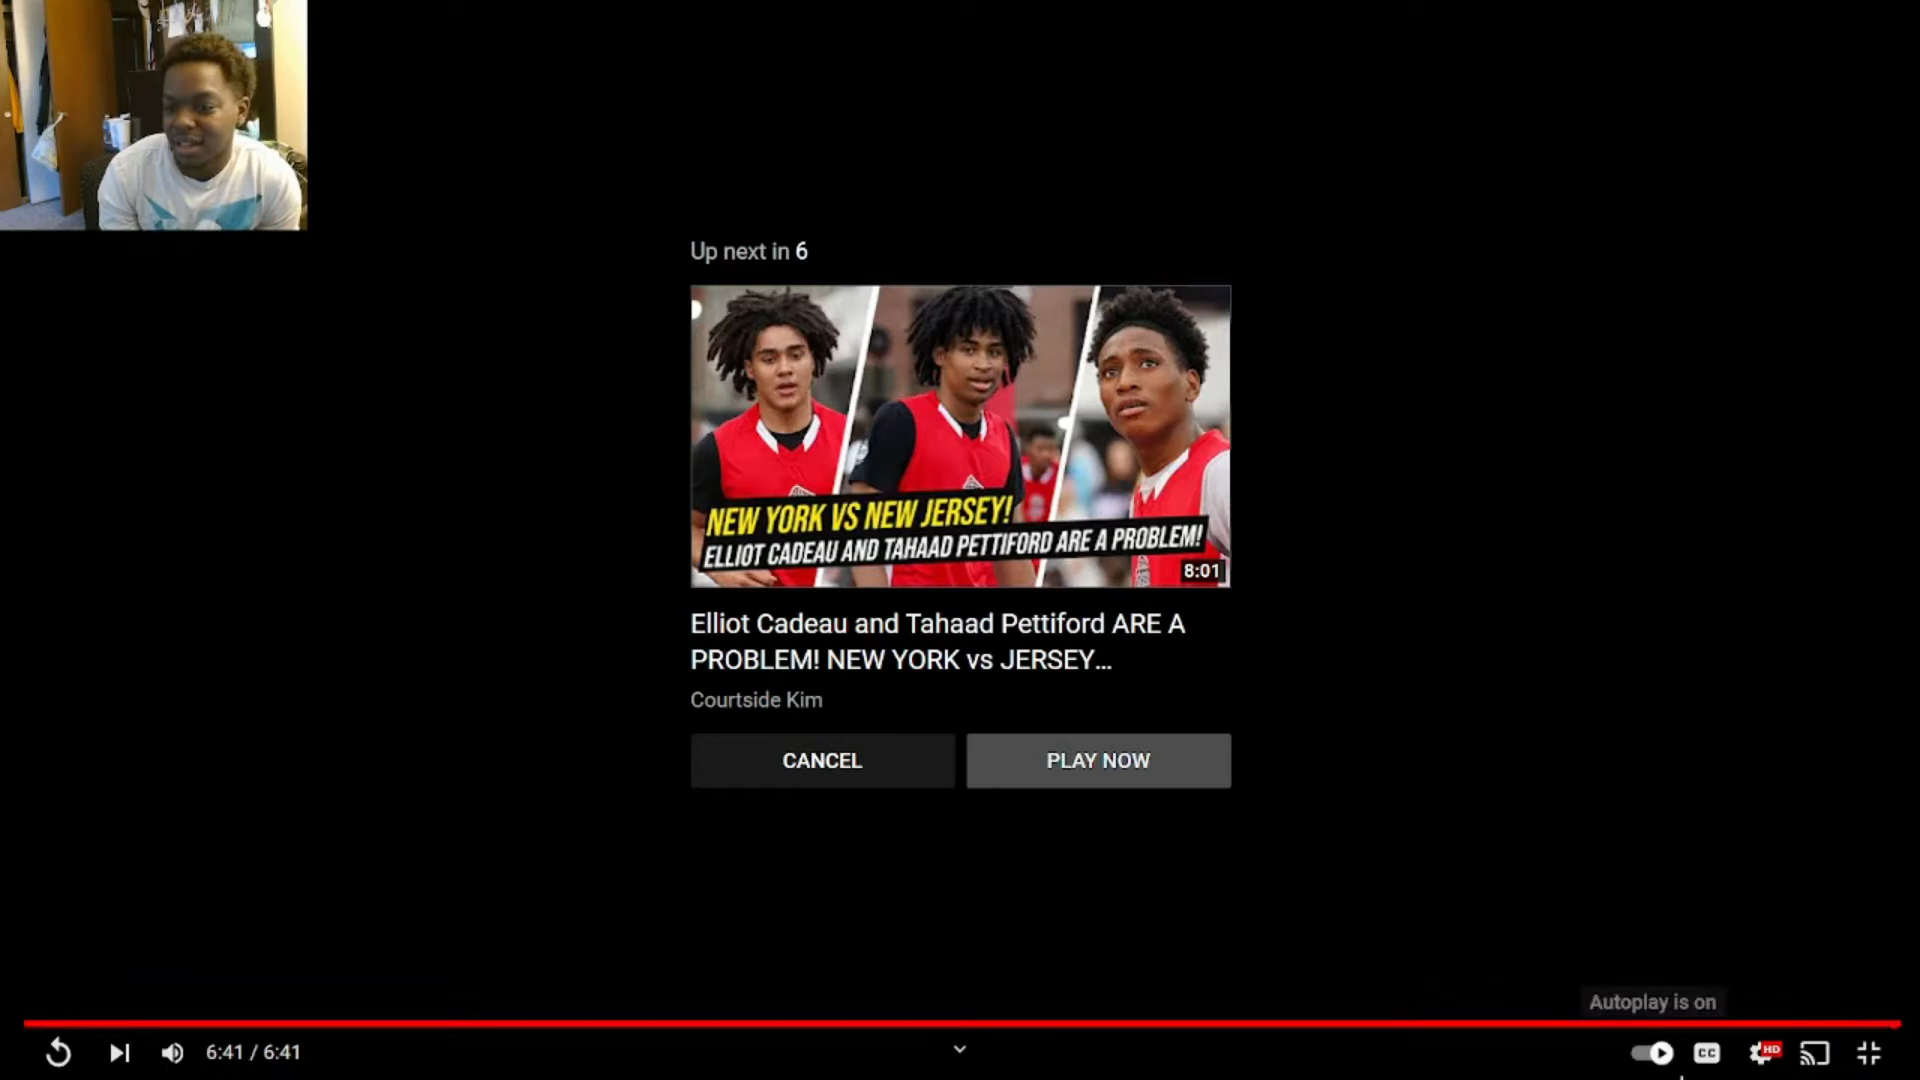 Up next in 6
NEW YORK VS NEW JERSEY!
ELLIOT CADEAU AND TAHAAD PETTIFORD ARE A PROBLEM!
8:01
Elliot Cadeau and Tahaad Pettiford ARE A
PROBLEM! NEW YORK vs JERSEY...
Courtside Kim
CANCEL
PLAY NOW
Autoplay is on
6:41 / 6:41
CC
HD